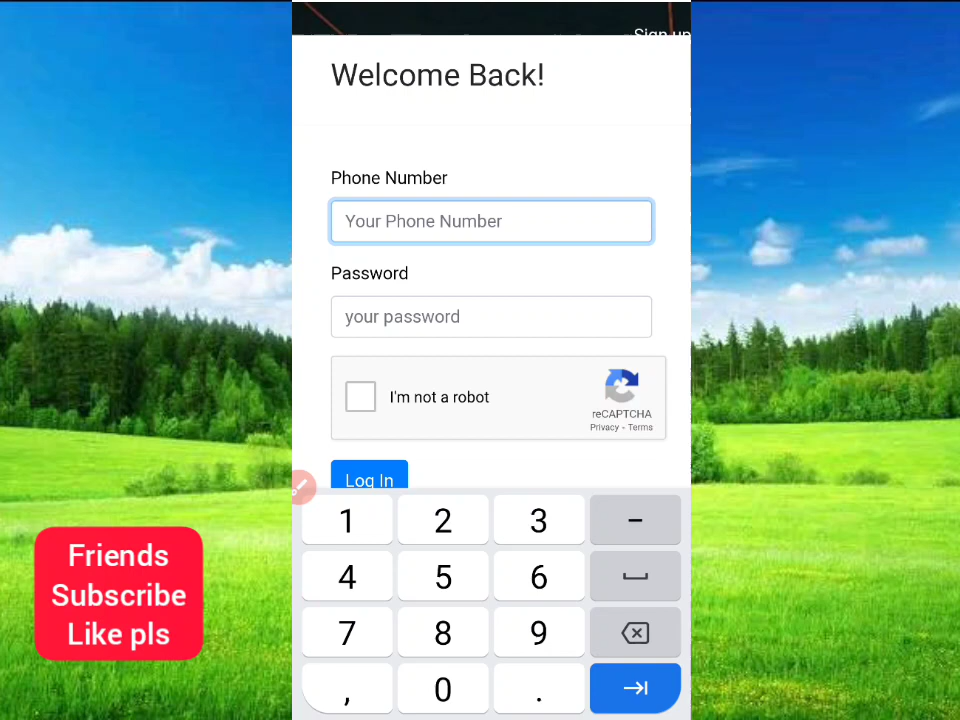 Sign up
Welcome Back!
Phone Number
Your Phone Number
Password
your password
I'm not a robot
reCAPTCHA
Privacy - Terms
Log In
1 2 3 -
4 5 6
7 8 9
, 0 .
Friends
Subscribe
Like pls